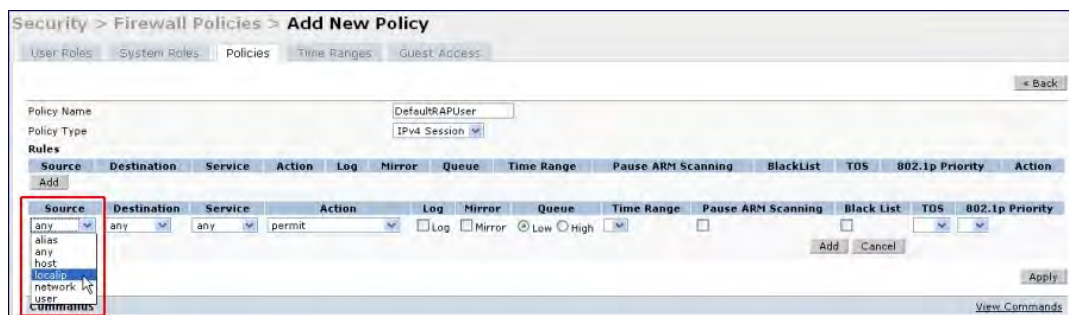 Security > Firewall Policies > Add New Policy
User Roles System Roles Policies Time Ranges Guest Access
« Back
Policy Name DefaultRAPUser
Policy Type IPv4 Session
Rules
Source Destination Service Action Log Mirror Queue Time Range Pause ARM Scanning BlackList TOS 802.1p Priority Action
Add
Source Destination Service Action Log Mirror Queue Time Range Pause ARM Scanning Black List TOS 802.1p Priority
any any any permit Log Mirror Low High
alias
any
host
localip
network
user
Add Cancel
Apply
Commands View Commands